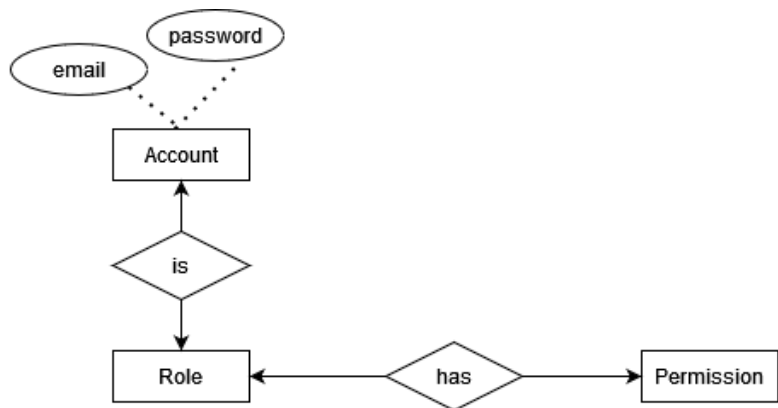 password
email
Account
is
Role
has
Permission